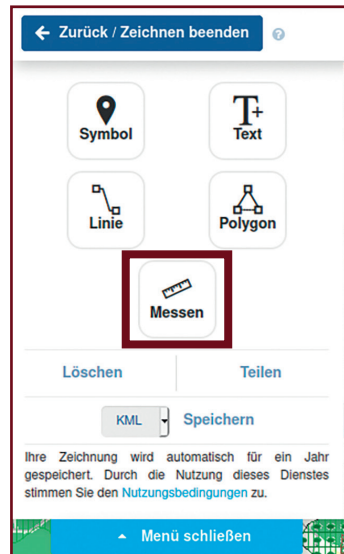 Zurück / Zeichnen beenden
Symbol
Text
Linie
Polygon
Messen
Löschen
Teilen
KML
Speichern
Ihre Zeichnung wird automatisch für ein Jahr
gespeichert. Durch die Nutzung dieses Dienstes
stimmen Sie den Nutzungsbedingungen zu.
Menü schließen